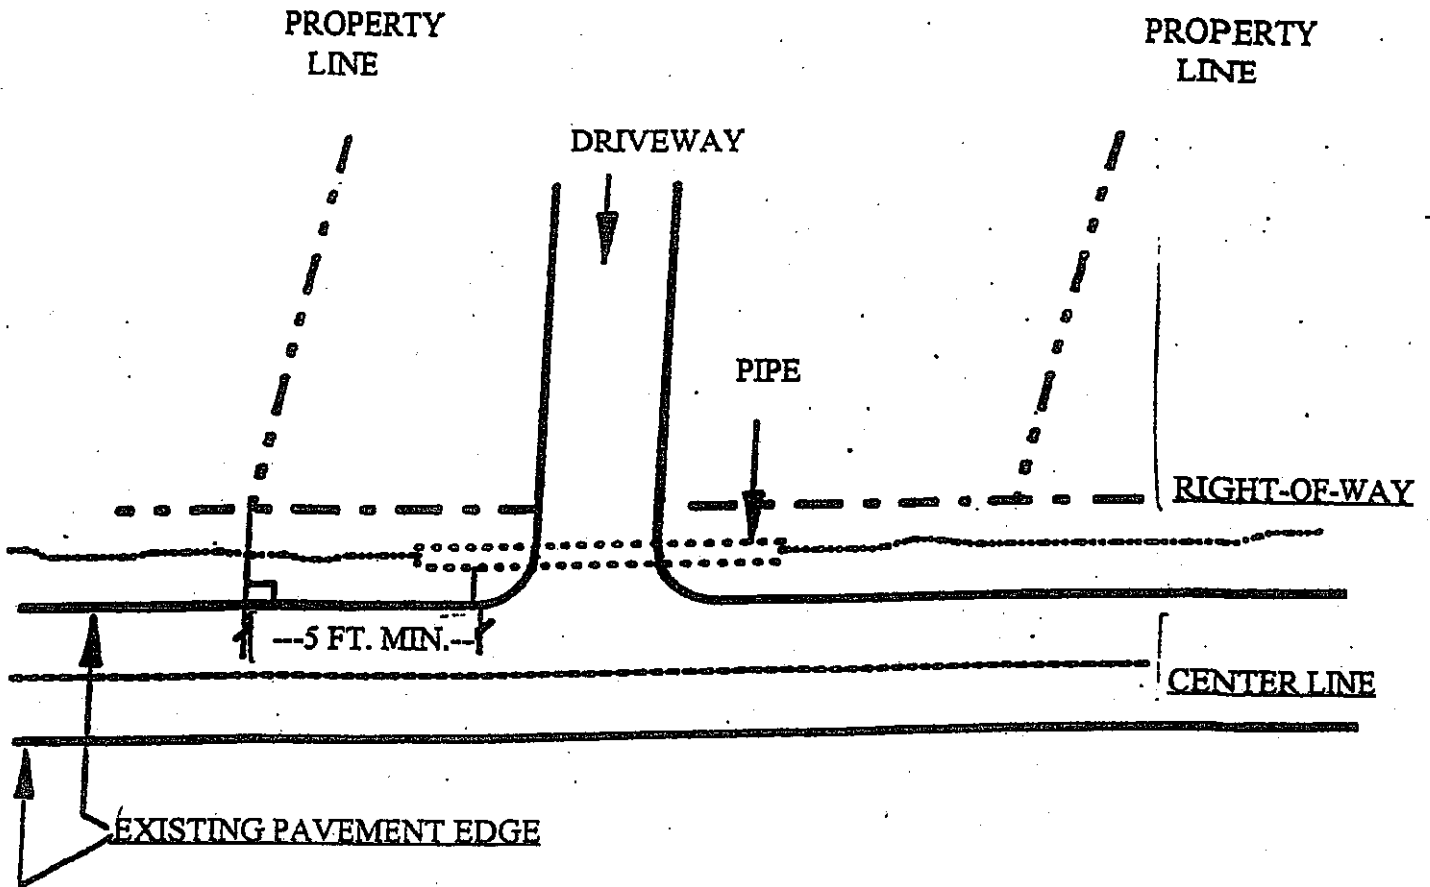 PROPERTY
LINE
PROPERTY
LINE
DRIVEWAY
PIPE
RIGHT-OF-WAY
---5 FT. MIN.---
CENTER LINE
EXISTING PAVEMENT EDGE